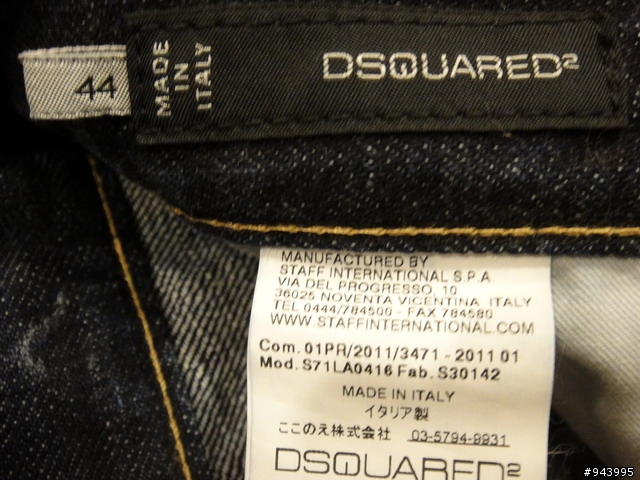 44
MADE
IN
ITALY
DSQUARED2
MANUFACTURED BY
STAFF INTERNATIONAL S.P.A.
VIA DEL PROGRESSO, 10
36025 NOVENTA VICENTINA ITALY
TEL 0444/784500 - FAX 784580
WWW.STAFFINTERNATIONAL.COM
Com. 01PR/2011/3471 - 2011 01
Mod. S71LA0416 Fab. S30142
MADE IN ITALY
イタリア製
ここのえ株式会社 03-5794-9931
DSQUARED2
#943995